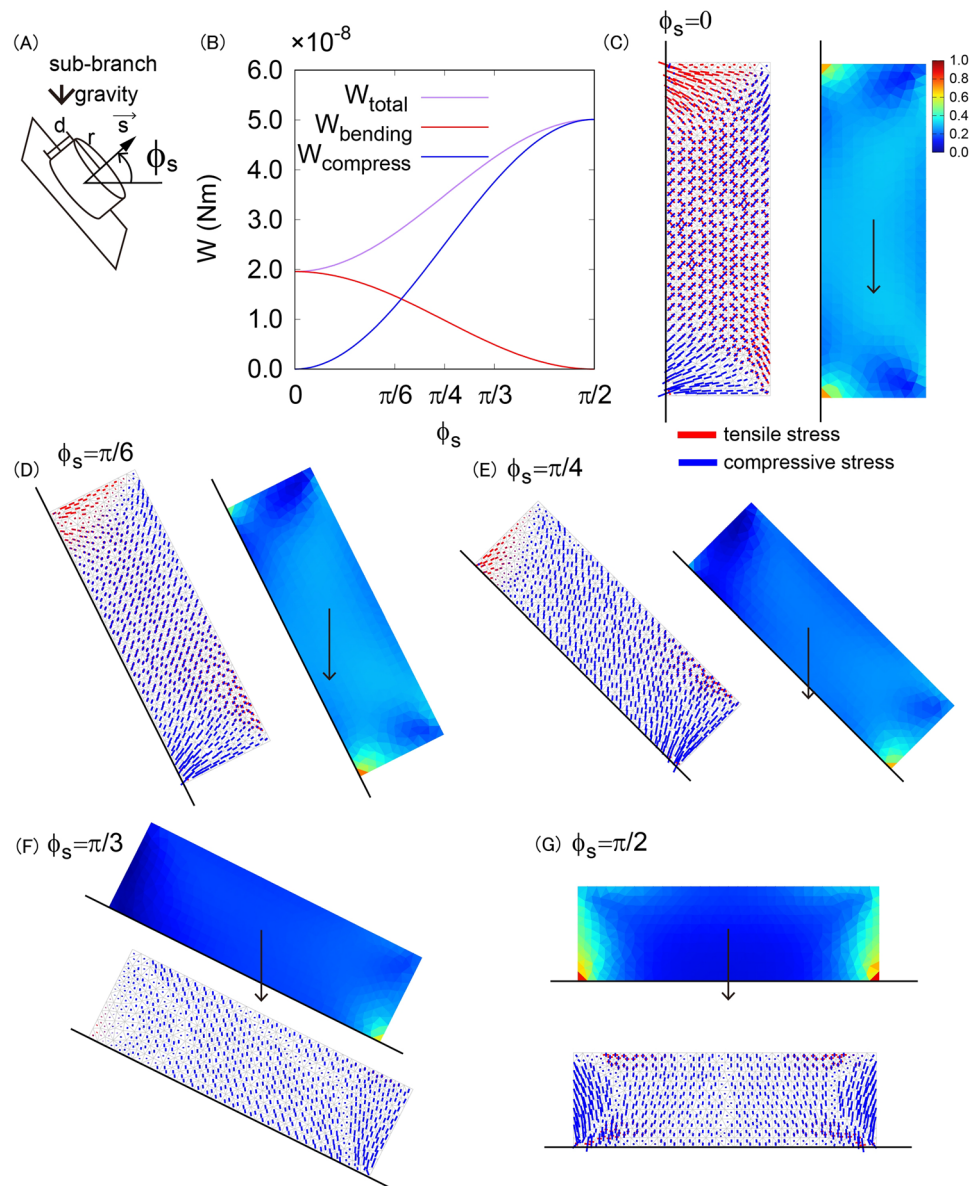 (A)
sub-branch
gravity
d
r
s
ϕs
(B)
×10-8
6.0
5.0
4.0
3.0
2.0
1.0
0.0
W (Nm)
Wtotal
Wbending
Wcompress
0
π/6
π/4
π/3
π/2
ϕs
(C)
ϕs=0
1.0
0.8
0.6
0.4
0.2
0.0
tensile stress
compressive stress
(D) ϕs=π/6
(E) ϕs=π/4
(F) ϕs=π/3
(G) ϕs=π/2